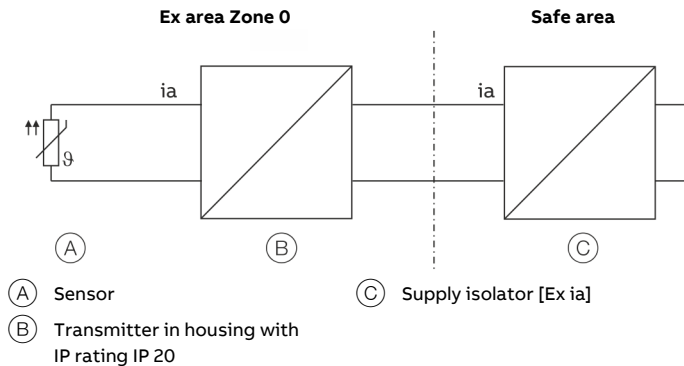 Ex area Zone 0
Safe area
ia
ia
ϑ
A
B
C
A Sensor
C Supply isolator [Ex ia]
B Transmitter in housing with
IP rating IP 20